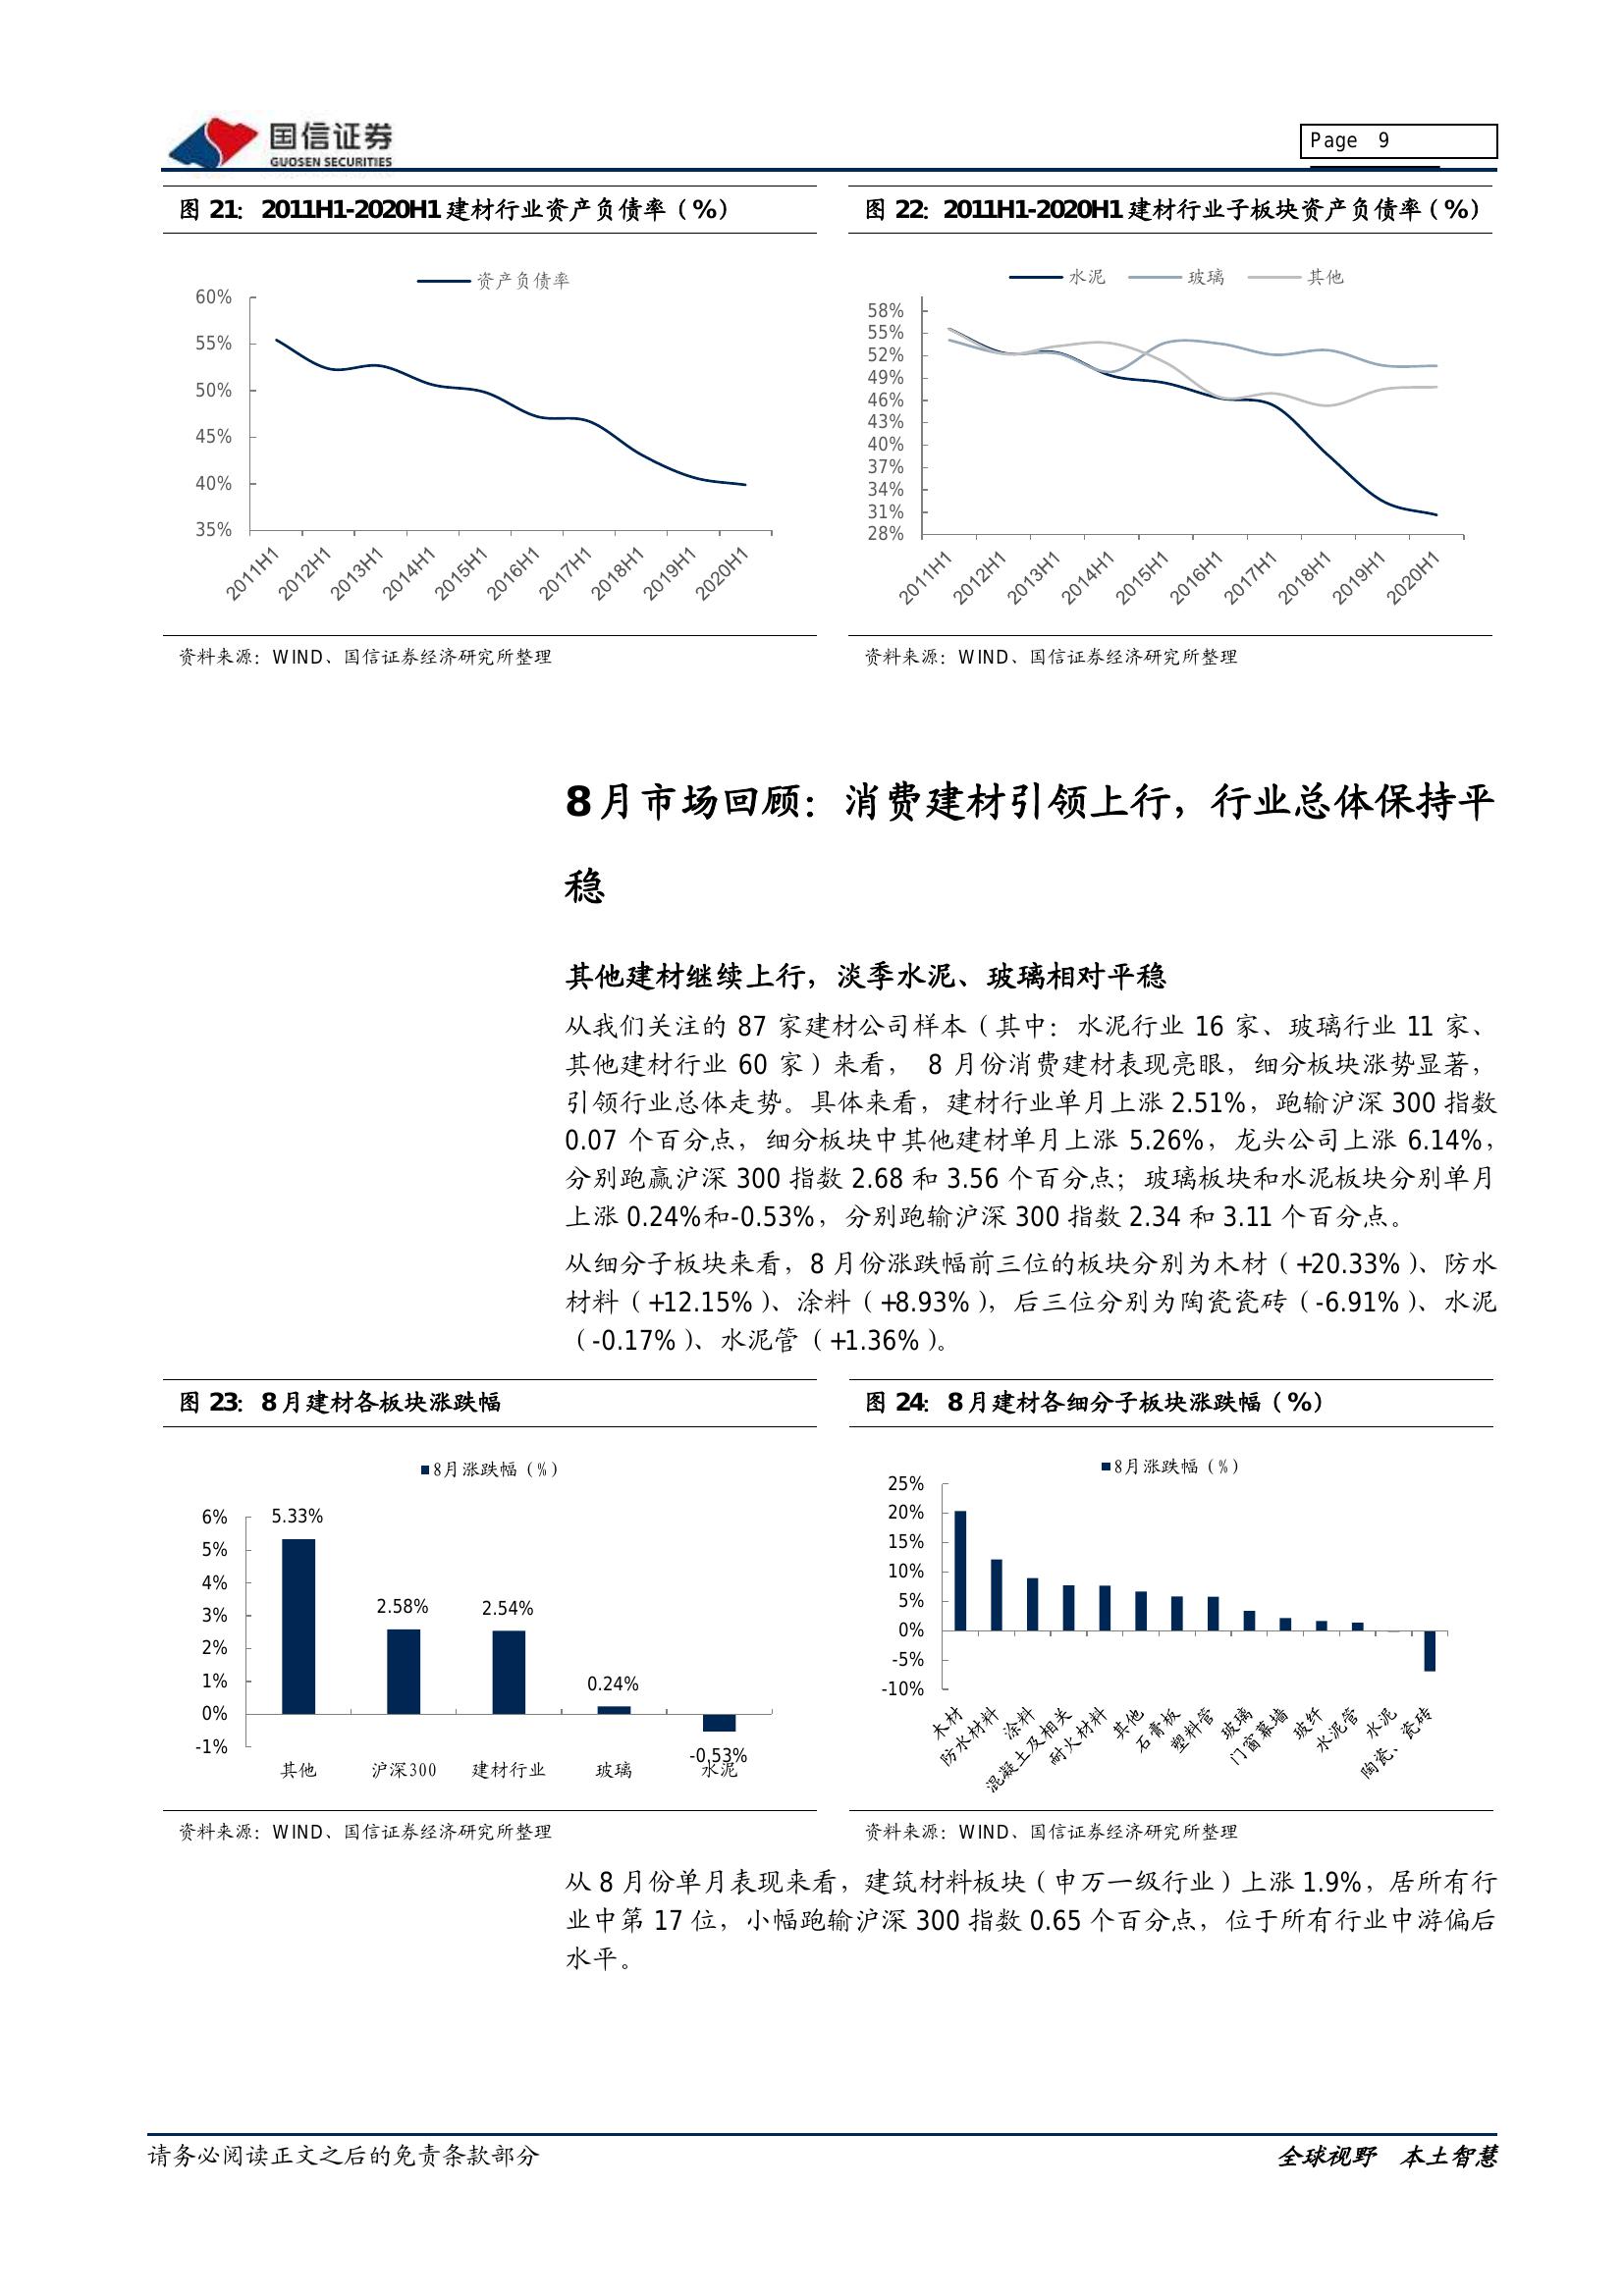 国信证券
GUOSEN SECURITIES
Page 9
图 21：2011H1-2020H1 建材行业资产负债率（%）
资产负债率
60%
55%
50%
45%
40%
35%
2011H1 2012H1 2013H1 2014H1 2015H1 2016H1 2017H1 2018H1 2019H1 2020H1
资料来源：WIND、国信证券经济研究所整理
图 22：2011H1-2020H1 建材行业子板块资产负债率（%）
水泥 玻璃 其他
58%
55%
52%
49%
46%
43%
40%
37%
34%
31%
28%
2011H1 2012H1 2013H1 2014H1 2015H1 2016H1 2017H1 2018H1 2019H1 2020H1
资料来源：WIND、国信证券经济研究所整理
8 月市场回顾：消费建材引领上行，行业总体保持平
稳
其他建材继续上行，淡季水泥、玻璃相对平稳
从我们关注的 87 家建材公司样本（其中：水泥行业 16 家、玻璃行业 11 家、
其他建材行业 60 家）来看， 8 月份消费建材表现亮眼，细分板块涨势显著，
引领行业总体走势。具体来看，建材行业单月上涨 2.51%，跑输沪深 300 指数
0.07 个百分点，细分板块中其他建材单月上涨 5.26%，龙头公司上涨 6.14%，
分别跑赢沪深 300 指数 2.68 和 3.56 个百分点；玻璃板块和水泥板块分别单月
上涨 0.24%和-0.53%，分别跑输沪深 300 指数 2.34 和 3.11 个百分点。
从细分子板块来看，8 月份涨跌幅前三位的板块分别为木材（+20.33%）、防水
材料（+12.15%）、涂料（+8.93%），后三位分别为陶瓷瓷砖（-6.91%）、水泥
（-0.17%）、水泥管（+1.36%）。
图 23：8 月建材各板块涨跌幅
8月涨跌幅（%）
6%
5%
4%
3%
2%
1%
0%
-1%
5.33% 2.58% 2.54% 0.24% -0.53%
其他 沪深300 建材行业 玻璃 水泥
资料来源：WIND、国信证券经济研究所整理
图 24：8 月建材各细分子板块涨跌幅（%）
8月涨跌幅（%）
25%
20%
15%
10%
5%
0%
-5%
-10%
木材 防水材料 涂料 混凝土及相关 耐火材料 其他 石膏板 塑料管 玻璃 门窗幕墙 玻纤 水泥管 水泥 陶瓷、瓷砖
资料来源：WIND、国信证券经济研究所整理
从 8 月份单月表现来看，建筑材料板块（申万一级行业）上涨 1.9%，居所有行
业中第 17 位，小幅跑输沪深 300 指数 0.65 个百分点，位于所有行业中游偏后
水平。
请务必阅读正文之后的免责条款部分
全球视野 本土智慧